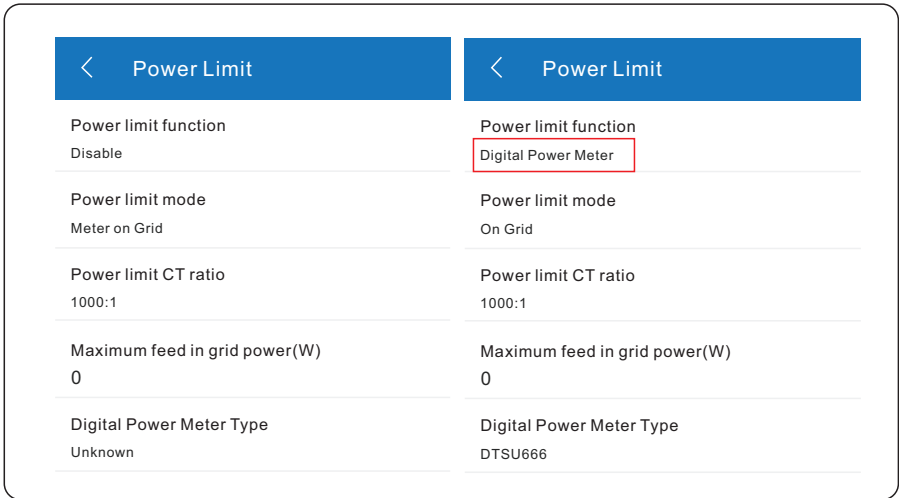 Power Limit
Power limit function
Disable
Power limit mode
Meter on Grid
Power limit CT ratio
1000:1
Maximum feed in grid power(W)
0
Digital Power Meter Type
Unknown
Power Limit
Power limit function
Digital Power Meter
Power limit mode
On Grid
Power limit CT ratio
1000:1
Maximum feed in grid power(W)
0
Digital Power Meter Type
DTSU666